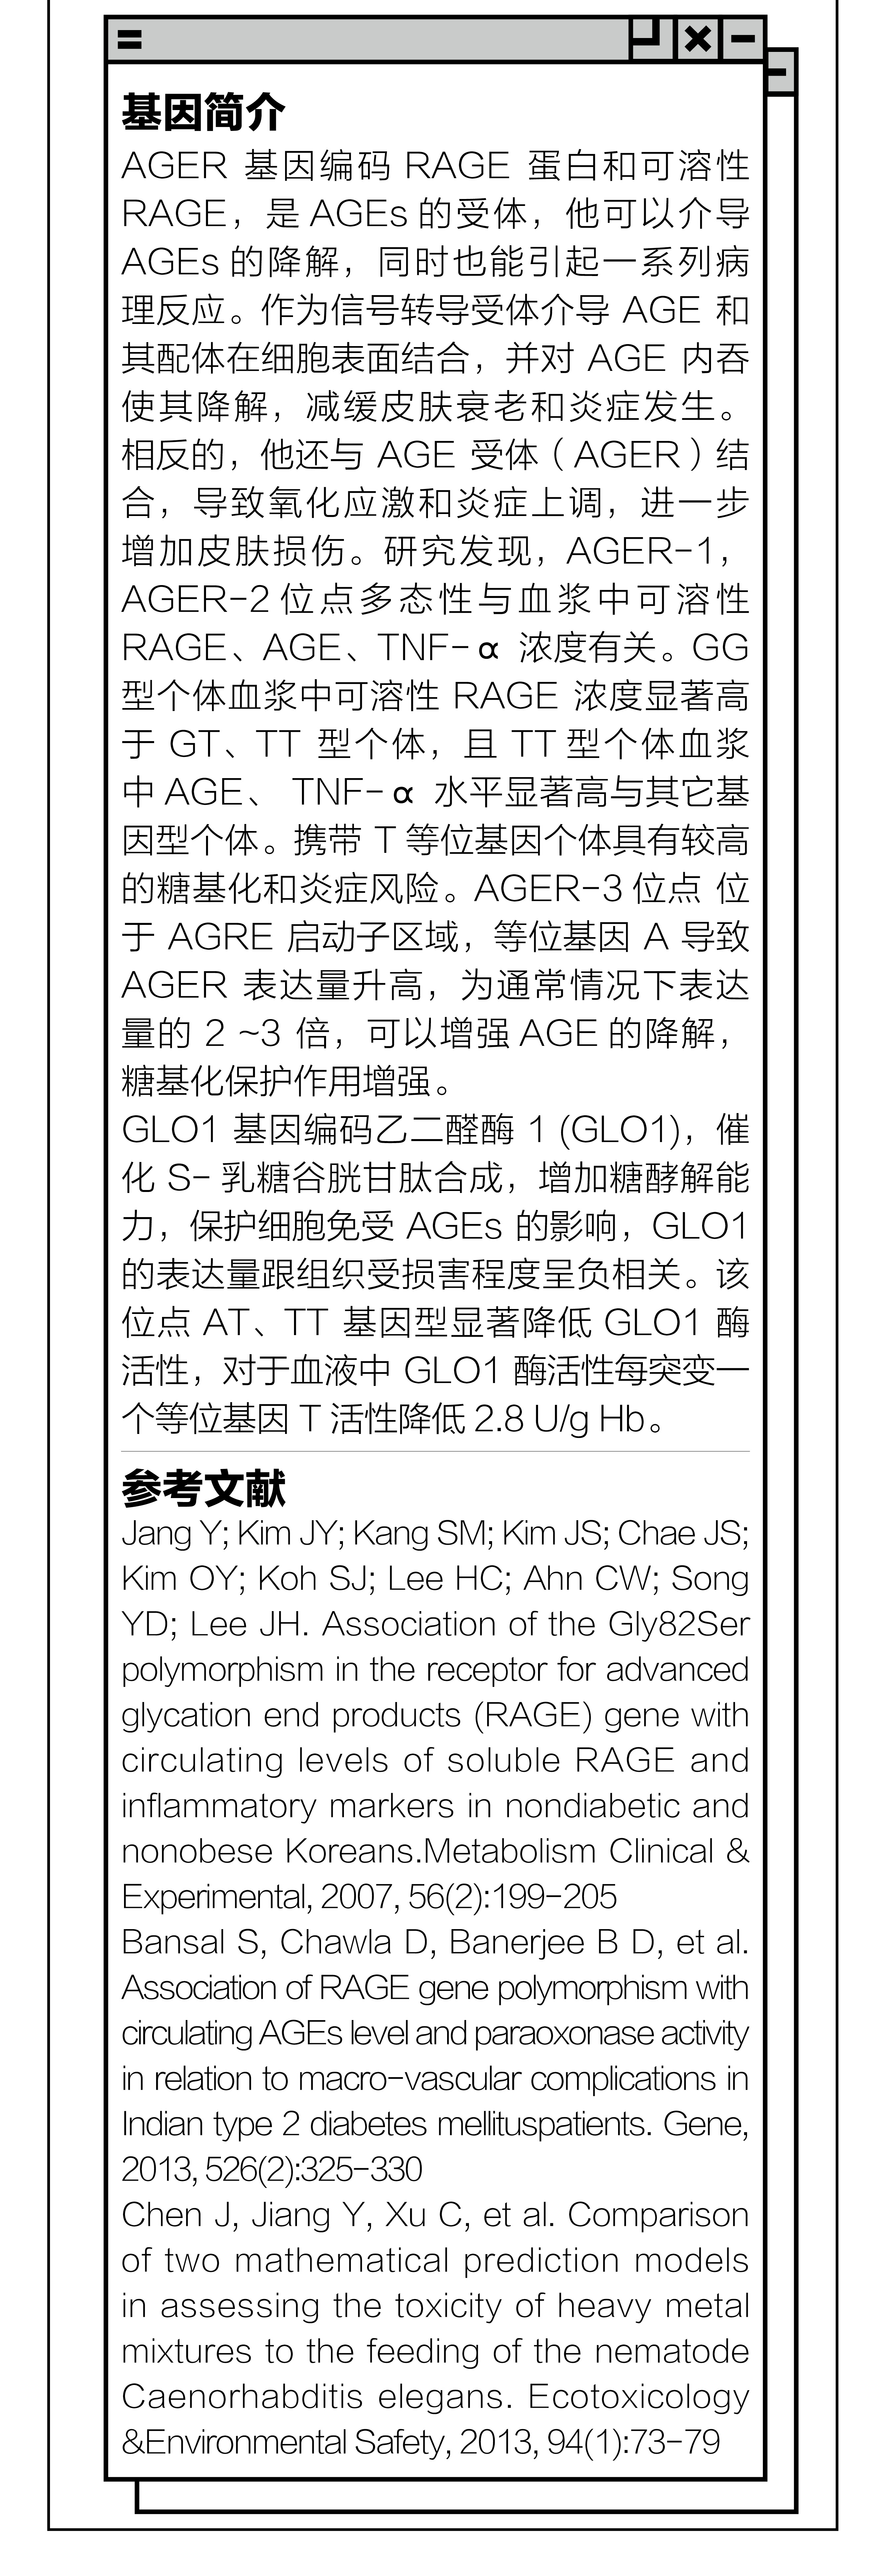 基因简介
AGER 基因编码 RAGE 蛋白和可溶性
RAGE，是 AGEs 的受体，他可以介导
AGEs 的降解，同时也能引起一系列病
理反应。作为信号转导受体介导 AGE 和
其配体在细胞表面结合，并对 AGE 内吞
使其降解，减缓皮肤衰老和炎症发生。
相反的，他还与 AGE 受体（AGER）结
合，导致氧化应激和炎症上调，进一步
增加皮肤损伤。研究发现，AGER-1，
AGER-2 位点多态性与血浆中可溶性
RAGE、AGE、TNF-α 浓度有关。GG
型个体血浆中可溶性 RAGE 浓度显著高
于 GT、TT 型个体，且 TT 型个体血浆
中 AGE、 TNF-α 水平显著高与其它基
因型个体。携带 T 等位基因个体具有较高
的糖基化和炎症风险。AGER-3 位点 位
于 AGRE 启动子区域，等位基因 A 导致
AGER 表达量升高，为通常情况下表达
量的 2 ~3 倍，可以增强 AGE 的降解，
糖基化保护作用增强。
GLO1 基因编码乙二醛酶 1 (GLO1)，催
化 S- 乳糖谷胱甘肽合成，增加糖酵解能
力，保护细胞免受 AGEs 的影响，GLO1
的表达量跟组织受损害程度呈负相关。该
位点 AT、TT 基因型显著降低 GLO1 酶
活性，对于血液中 GLO1 酶活性每突变一
个等位基因 T 活性降低 2.8 U/g Hb。
参考文献
Jang Y; Kim JY; Kang SM; Kim JS; Chae JS;
Kim OY; Koh SJ; Lee HC; Ahn CW; Song
YD; Lee JH. Association of the Gly82Ser
polymorphism in the receptor for advanced
glycation end products (RAGE) gene with
circulating levels of soluble RAGE and
inflammatory markers in nondiabetic and
nonobese Koreans.Metabolism Clinical &
Experimental, 2007, 56(2):199-205
Bansal S, Chawla D, Banerjee B D, et al.
Association of RAGE gene polymorphism with
circulating AGEs level and paraoxonase activity
in relation to macro-vascular complications in
Indian type 2 diabetes mellituspatients. Gene,
2013, 526(2):325-330
Chen J, Jiang Y, Xu C, et al. Comparison
of two mathematical prediction models
in assessing the toxicity of heavy metal
mixtures to the feeding of the nematode
Caenorhabditis elegans. Ecotoxicology
&Environmental Safety, 2013, 94(1):73-79